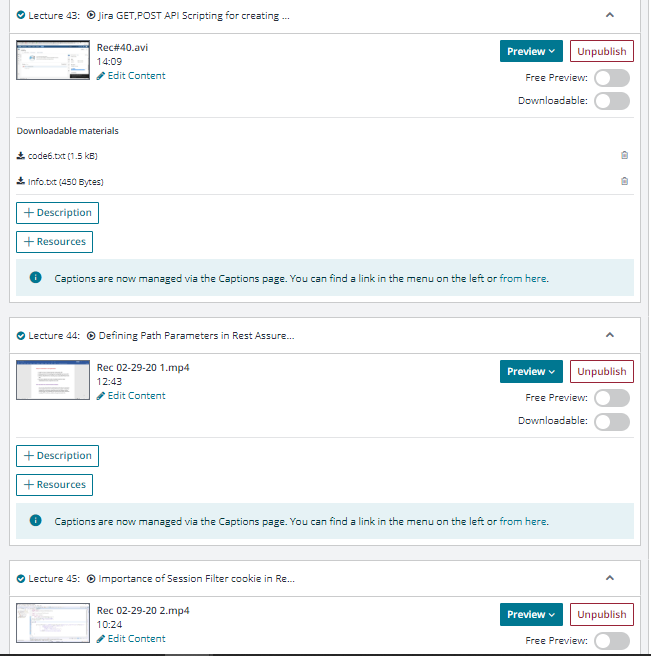 Lecture 43: Jira GET,POST API Scripting for creating ...
Rec#40.avi
14:09
Edit Content
Preview
Unpublish
Free Preview:
Downloadable:
Downloadable materials
code6.txt (1.5 kB)
Info.txt (450 Bytes)
+ Description
+ Resources
Captions are now managed via the Captions page. You can find a link in the menu on the left or from here.
Lecture 44: Defining Path Parameters in Rest Assure...
Rec 02-29-20 1.mp4
12:43
Edit Content
Preview
Unpublish
Free Preview:
Downloadable:
+ Description
+ Resources
Captions are now managed via the Captions page. You can find a link in the menu on the left or from here.
Lecture 45: Importance of Session Filter cookie in Re...
Rec 02-29-20 2.mp4
10:24
Edit Content
Preview
Unpublish
Free Preview: